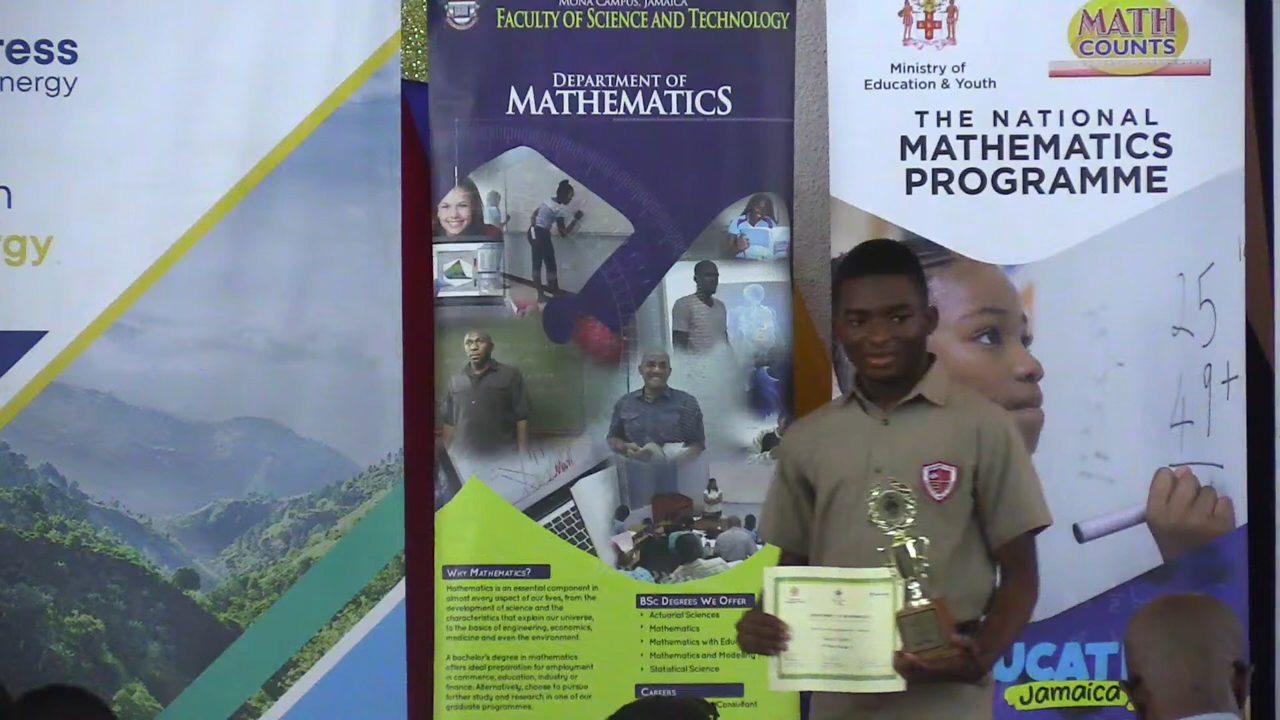 ress
nergy
n
rgy
MONA CAMPUS, JAMAICA
FACULTY OF SCIENCE AND TECHNOLOGY
DEPARTMENT OF
MATHEMATICS
WHY MATHEMATICS?
Mathematics is an essential component in
almost every aspect of our lives, from the
development of science and the
characteristics that explain our universe,
to the basics of engineering, economics,
medicine and even the environment.
A bachelor's degree in mathematics
offers ideal preparation for employment
in commerce, education, industry or
finance. Alternatively, choose to pursue
further study and research in one of our
graduate programmes.
BSC DEGREES WE OFFER
Actuarial Sciences
Mathematics
Mathematics with Edu
Mathematics and Modeling
Statistical Science
CAREERS
Consultant
Ministry of
Education & Youth
MATH
COUNTS
THE NATIONAL
MATHEMATICS
PROGRAMME
25
49+
UCATI
Jamaica